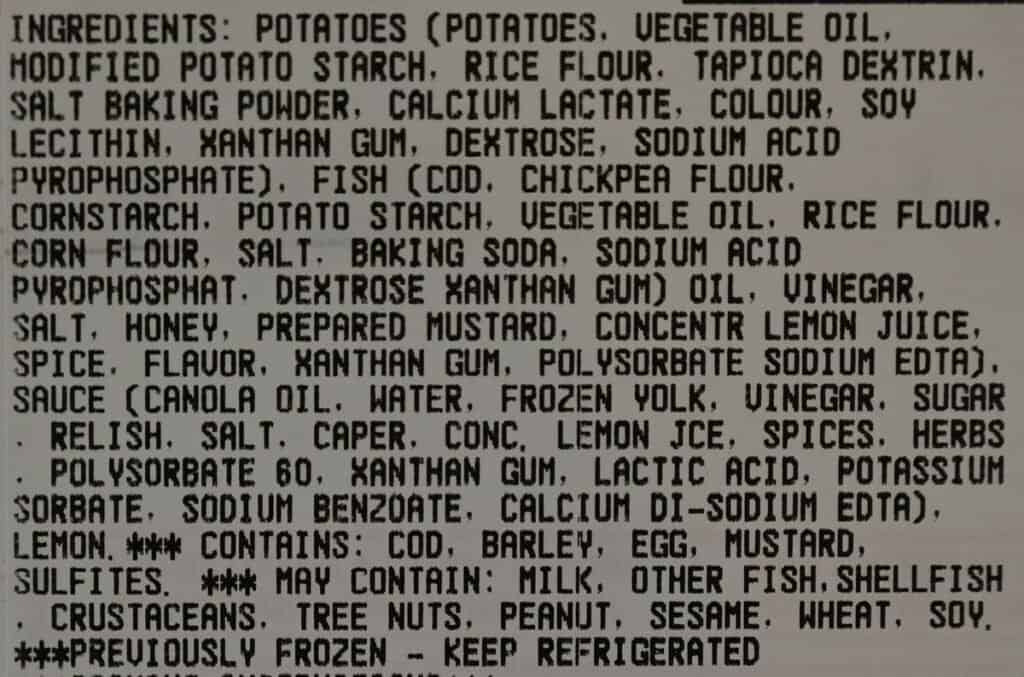 INGREDIENTS: POTATOES (POTATOES, VEGETABLE OIL,
MODIFIED POTATO STARCH, RICE FLOUR, TAPIOCA DEXTRIN,
SALT BAKING POWDER, CALCIUM LACTATE, COLOUR, SOY
LECITHIN, XANTHAN GUM, DEXTROSE, SODIUM ACID
PYROPHOSPHATE), FISH (COD, CHICKPEA FLOUR,
CORNSTARCH, POTATO STARCH, VEGETABLE OIL, RICE FLOUR,
CORN FLOUR, SALT, BAKING SODA, SODIUM ACID
PYROPHOSPHAT, DEXTROSE XANTHAN GUM) OIL, VINEGAR,
SALT, HONEY, PREPARED MUSTARD, CONCENTR LEMON JUICE,
SPICE, FLAVOR, XANTHAN GUM, POLYSORBATE SODIUM EDTA),
SAUCE (CANOLA OIL, WATER, FROZEN YOLK, VINEGAR, SUGAR
, RELISH, SALT, CAPER, CONC. LEMON JCE, SPICES, HERBS
, POLYSORBATE 60, XANTHAN GUM, LACTIC ACID, POTASSIUM
SORBATE, SODIUM BENZOATE, CALCIUM DI-SODIUM EDTA),
LEMON. *** CONTAINS: COD, BARLEY, EGG, MUSTARD,
SULFITES. *** MAY CONTAIN: MILK, OTHER FISH, SHELLFISH
, CRUSTACEANS, TREE NUTS, PEANUT, SESAME, WHEAT, SOY.
***PREVIOUSLY FROZEN - KEEP REFRIGERATED